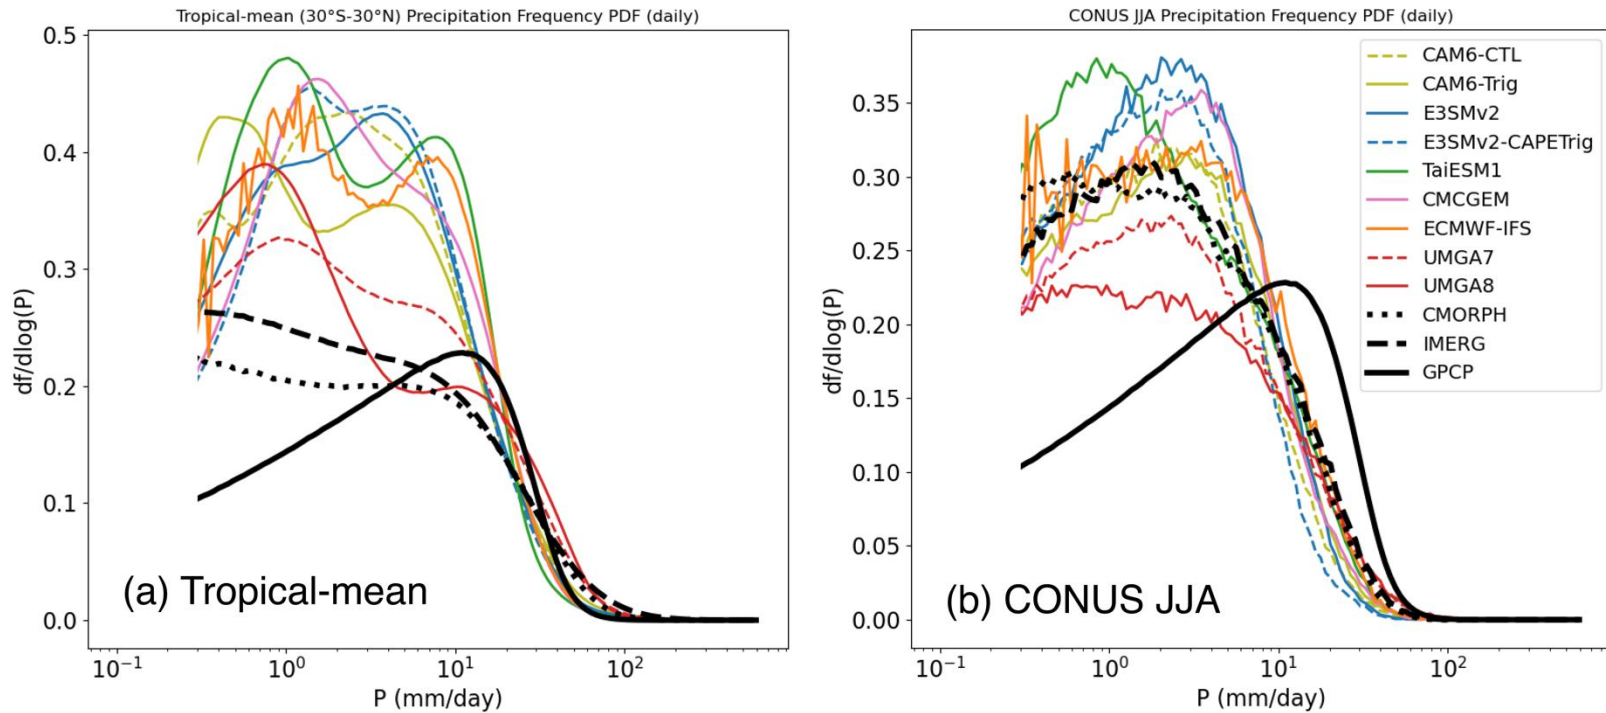 Tropical-mean (30°S-30°N) Precipitation Frequency PDF (daily)
0.5
0.4
0.3
0.2
0.1
0.0
df/dlog(P)
(a) Tropical-mean
10⁻¹
10⁰
10¹
10²
P (mm/day)
CONUS JJA Precipitation Frequency PDF (daily)
0.35
0.30
0.25
0.20
0.15
0.10
0.05
0.00
df/dlog(P)
CAM6-CTL
CAM6-Trig
E3SMv2
E3SMv2-CAPETrig
TaiESM1
CMCGEM
ECMWF-IFS
UMGA7
UMGA8
CMORPH
IMERG
GPCP
(b) CONUS JJA
10⁻¹
10⁰
10¹
10²
P (mm/day)